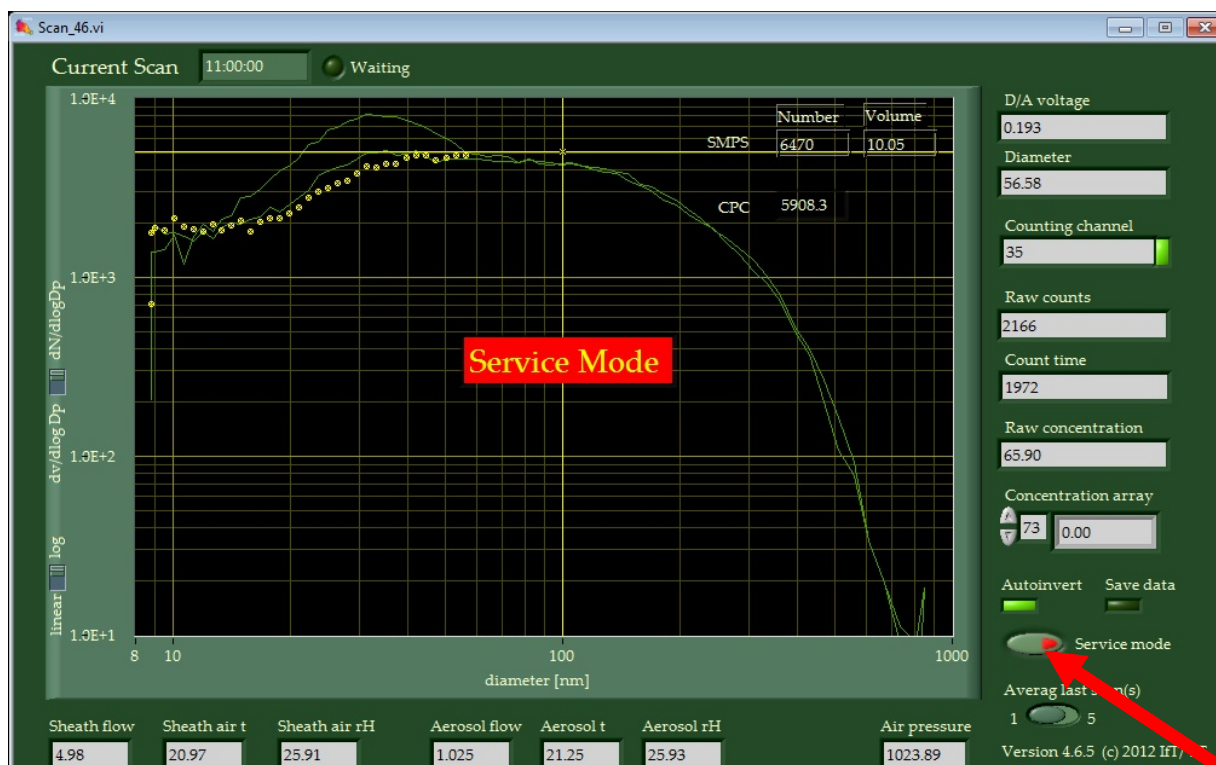 Scan_46.vi
Current Scan 11:00:00 Waiting
1.0E+4
1.0E+3
1.0E+2
1.0E+1
dv/dlog Dp dN/dlogDp
linear log
8 10 100 1000
diameter [nm]
Number Volume
SMPS 6470 10.05
CPC 5908.3
Service Mode
D/A voltage
0.193
Diameter
56.58
Counting channel
35
Raw counts
2166
Count time
1972
Raw concentration
65.90
Concentration array
73 0.00
Autoinvert Save data
Service mode
Averag last
1 5
Version 4.6.5 (c) 2012 IfT/
Sheath flow Sheath air t Sheath air rH Aerosol flow Aerosol t Aerosol rH Air pressure
4.98 20.97 25.91 1.025 21.25 25.93 1023.89